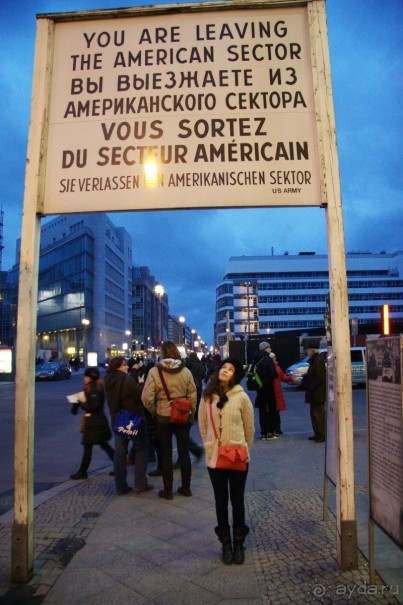 YOU ARE LEAVING
THE AMERICAN SECTOR
ВЫ ВЫЕЗЖАЕТЕ ИЗ
АМЕРИКАНСКОГО СЕКТОРА
VOUS SORTEZ
DU SECTEUR AMÉRICAIN
SIE VERLASSEN DEN AMERIKANISCHEN SEKTOR
US ARMY
ayda.ru